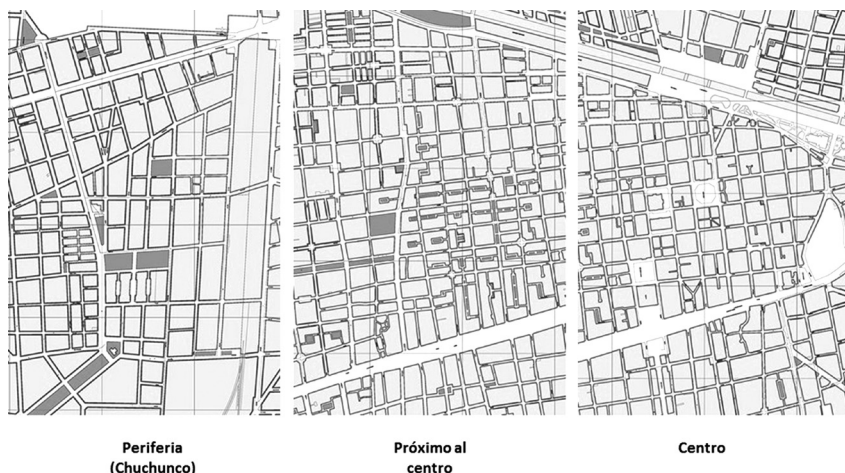 Periferia
(Chuchunco)
Próximo al
centro
Centro